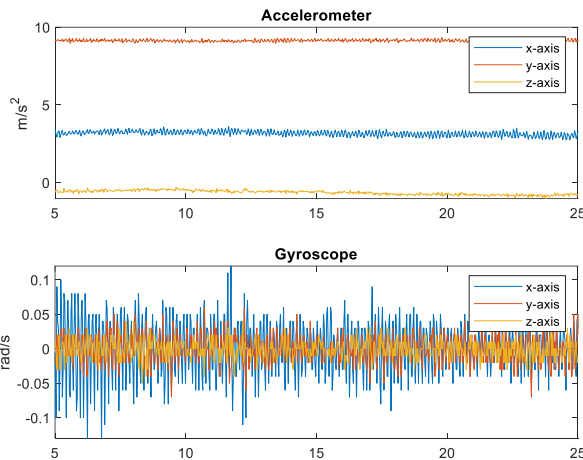 Accelerometer
10
5
0
m/s²
x-axis
y-axis
z-axis
5 10 15 20 25
Gyroscope
0.1
0.05
0
-0.05
-0.1
rad/s
x-axis
y-axis
z-axis
5 10 15 20 25